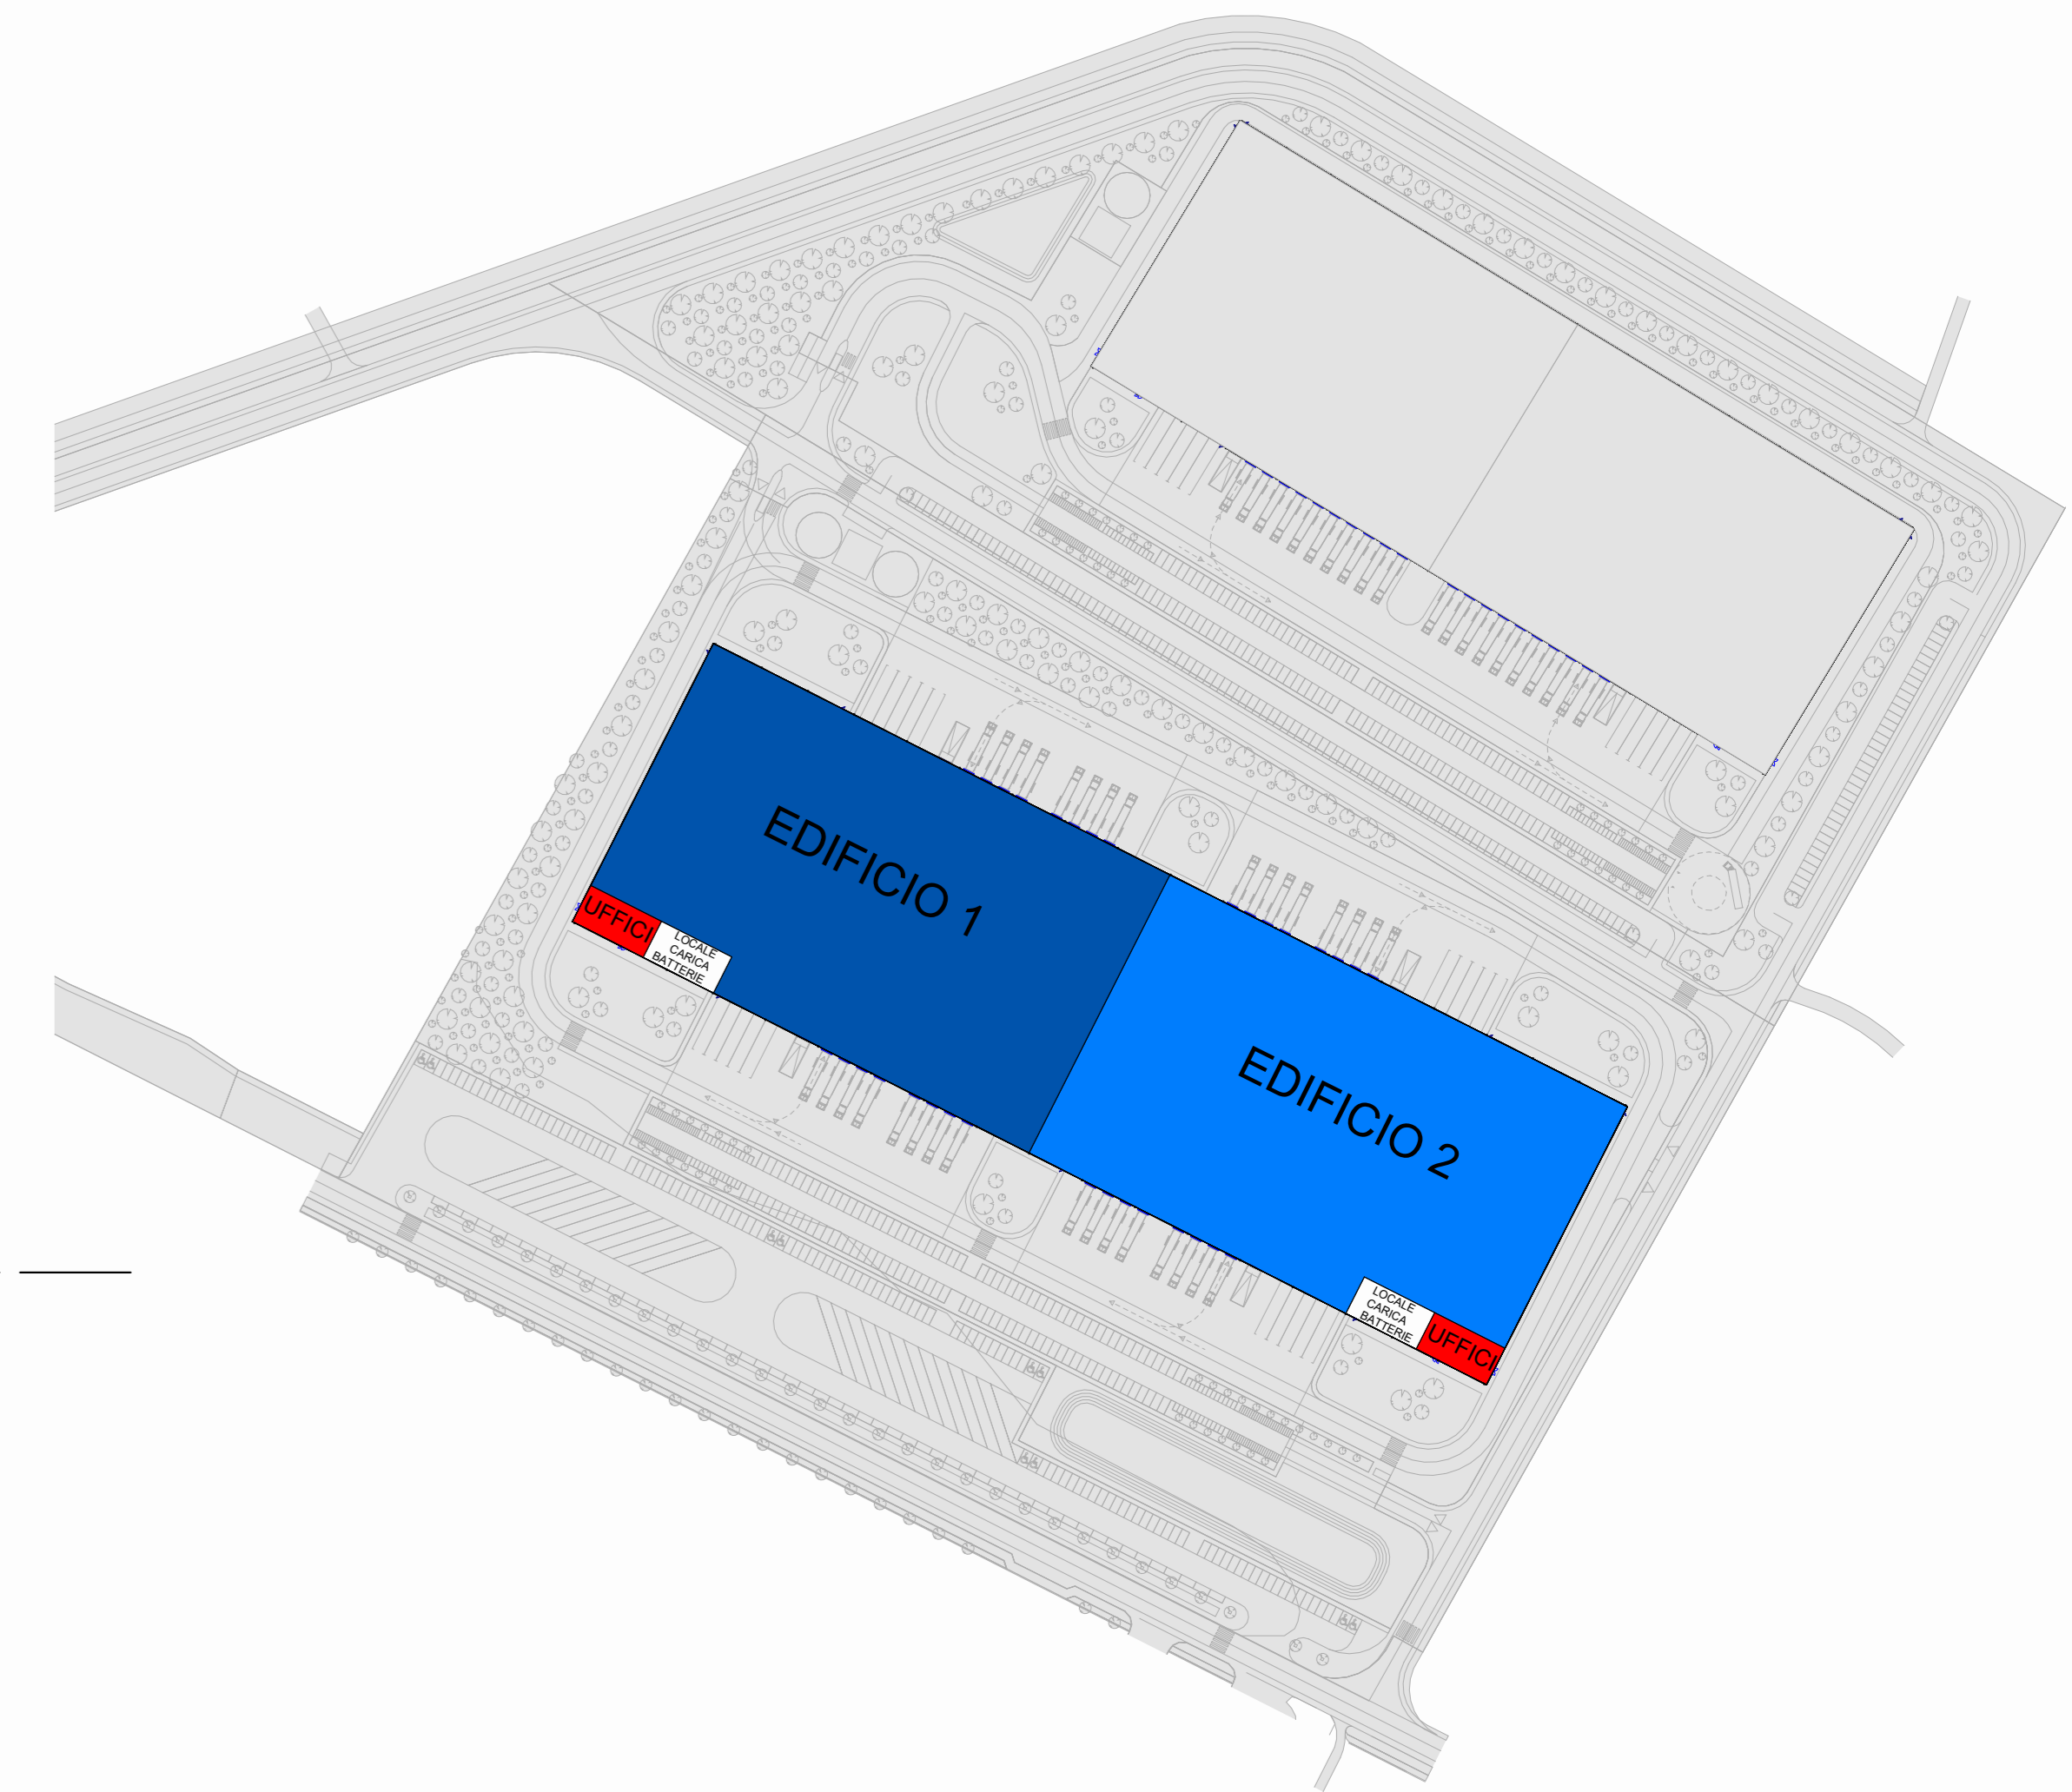 EDIFICIO 1
UFFICI
LOCALE
CARICA
BATTERIE
EDIFICIO 2
LOCALE
CARICA
BATTERIE
UFFICI